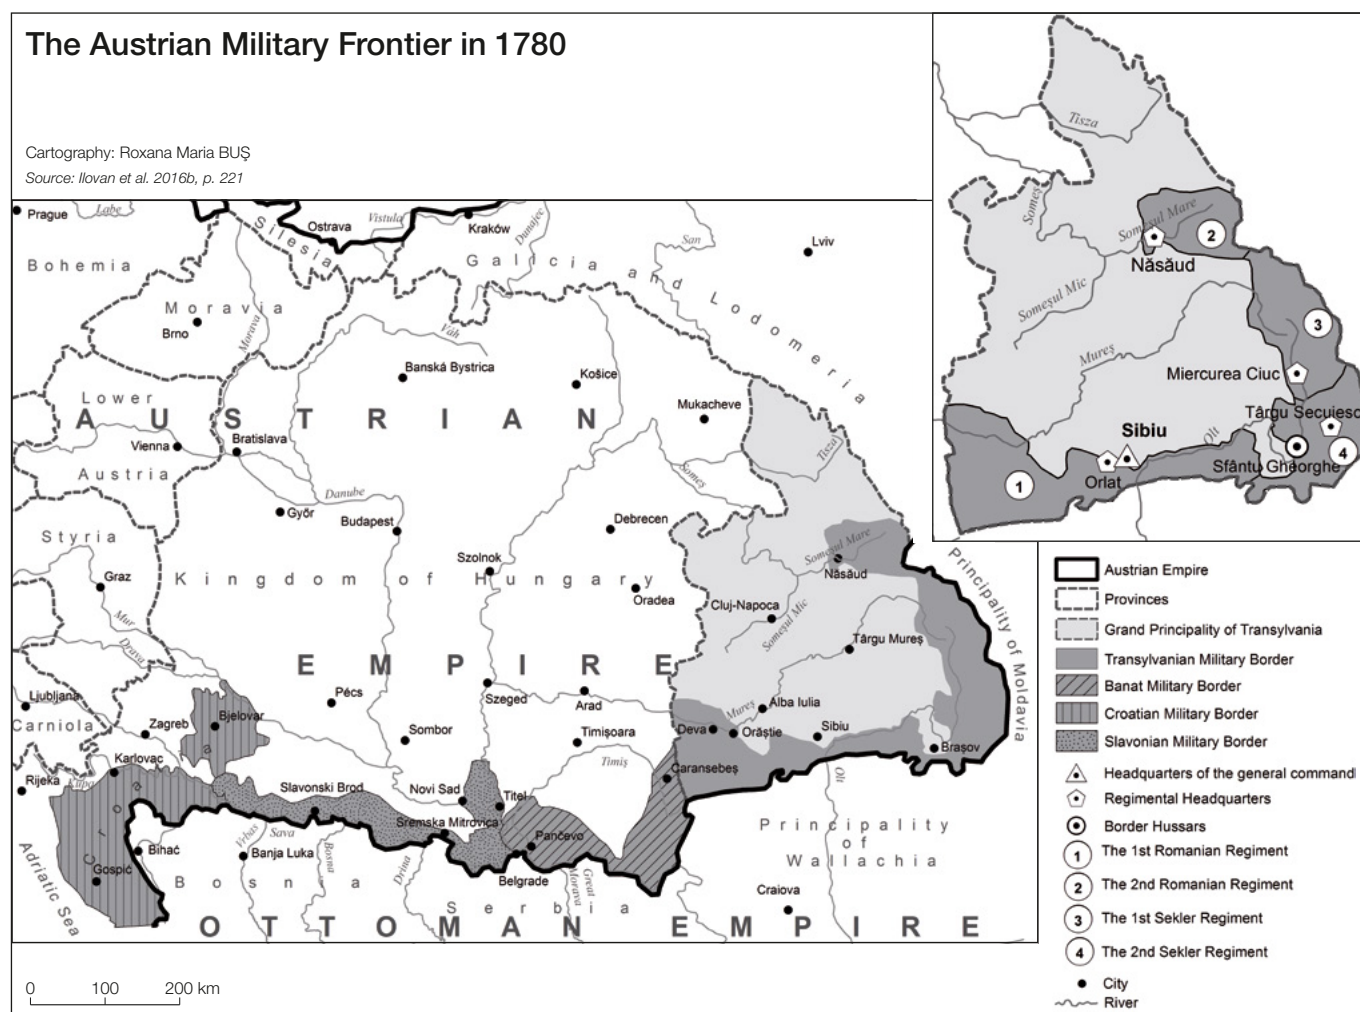 The Austrian Military Frontier in 1780
Cartography: Roxana Maria BUŞ
Source: Ilovan et al. 2016b, p. 221
Prague
Labe
Ostrava
Vistula
Kraków
Dunajec
San
Lviv
Bohemia
Silesia
Galicia and Lodomeria
Moravia
Brno
Morava
Váh
Banská Bystrica
Košice
Mukacheve
Lower
Austria
AUSTRIAN
EMPIRE
Vienna
Bratislava
Danube
Győr
Budapest
Debrecen
Someş
Tisza
Styria
Graz
Szolnok
Kingdom of Hungary
Oradea
Someşul Mare
Năsăud
Cluj-Napoca
Someşul Mic
Târgu Mureş
Principality of Moldavia
Mur
Drava
Ljubljana
Carniola
Zagreb
Bjelovar
Pécs
Szeged
Arad
Mureş
Alba Iulia
Deva
Orăştie
Sibiu
Braşov
Sombor
Timişoara
Timiş
Caransebeş
Olt
Karlovac
Rijeka
Kupa
Croatia
Slavonski Brod
Novi Sad
Titel
Sremska Mitrovica
Pančevo
Principality
of
Wallachia
Adriatic Sea
Gospić
Bihać
Vrbas
Sava
Banja Luka
Bosna
Drina
Belgrade
Great
Morava
Bosnia
Serbia
Craiova
OTTOMAN EMPIRE
0 100 200 km
Tisza
Someş
Someşul Mare
2
Năsăud
Someşul Mic
3
Mureş
Miercurea Ciuc
Târgu Secuiesc
Sibiu
Olt
4
Sfântu Gheorghe
Orlat
1
Austrian Empire
Provinces
Grand Principality of Transylvania
Transylvanian Military Border
Banat Military Border
Croatian Military Border
Slavonian Military Border
Headquarters of the general command
Regimental Headquarters
Border Hussars
1 The 1st Romanian Regiment
2 The 2nd Romanian Regiment
3 The 1st Sekler Regiment
4 The 2nd Sekler Regiment
City
River